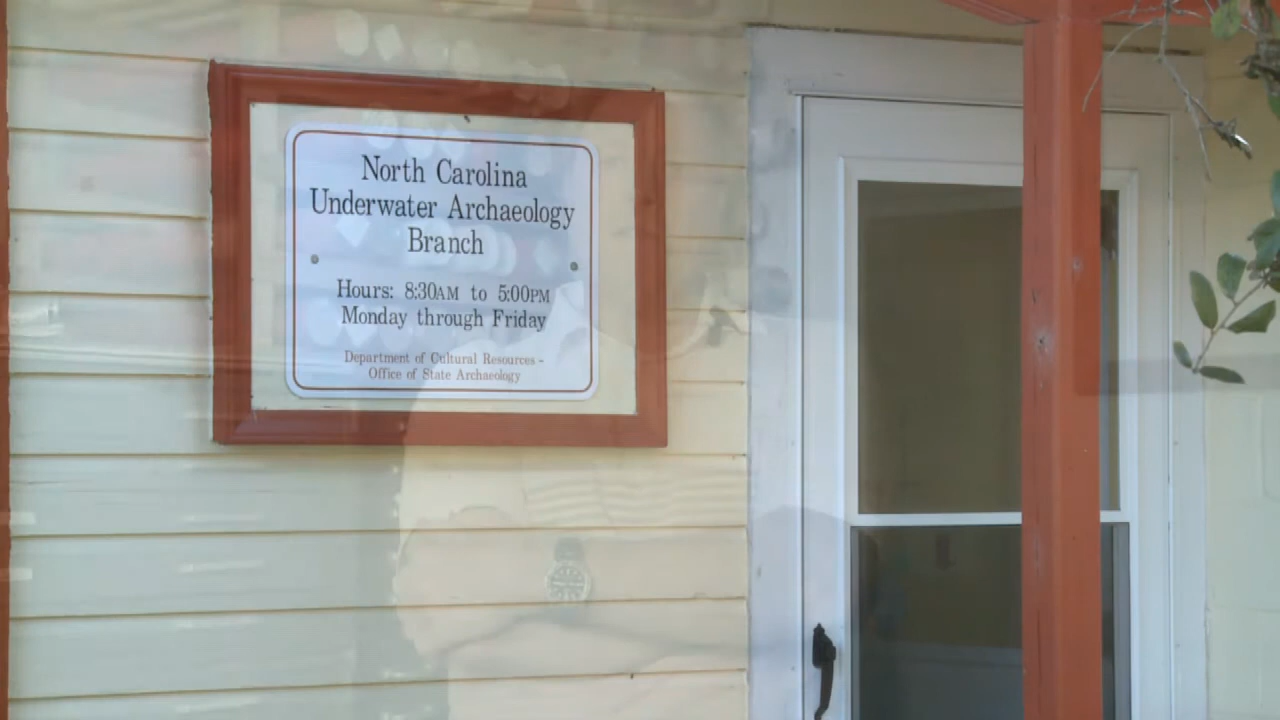 North Carolina
Underwater Archaeology
Branch
Hours: 8:30AM to 5:00PM
Monday through Friday
Department of Cultural Resources -
Office of State Archaeology